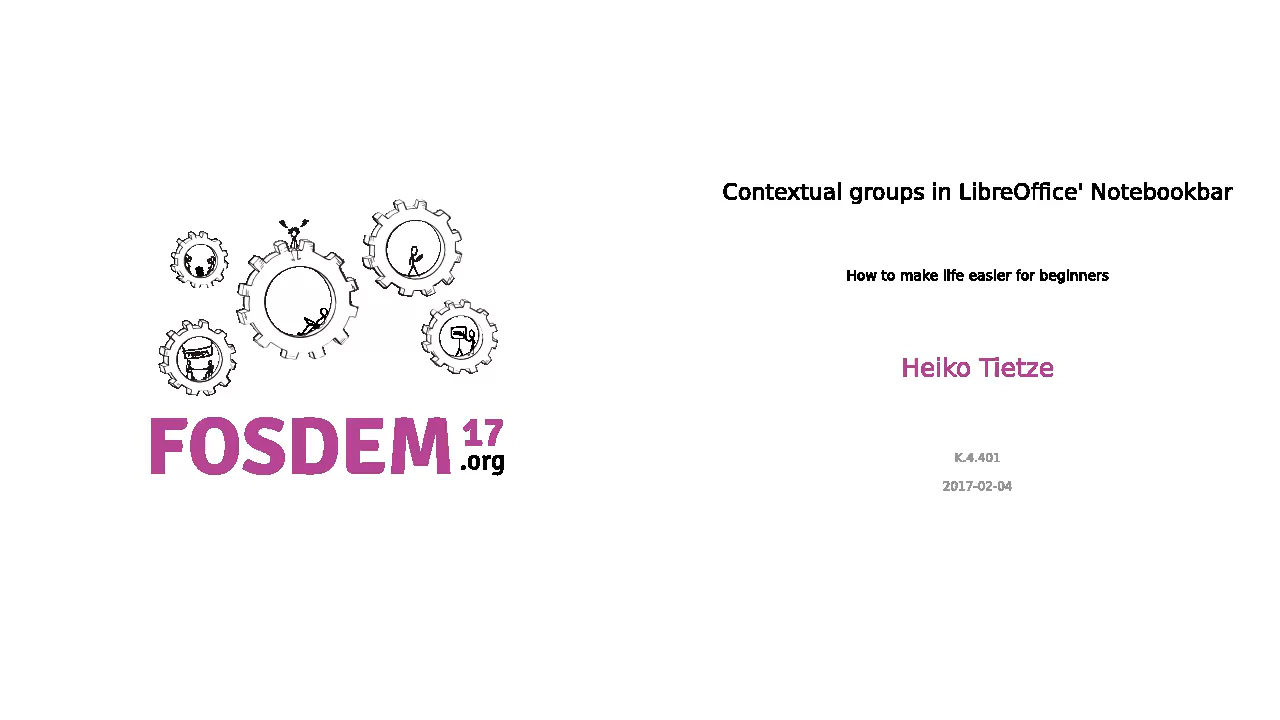 FOSDEM 17
.org
Contextual groups in LibreOffice' Notebookbar
How to make life easier for beginners
Heiko Tietze
K.4.401
2017-02-04